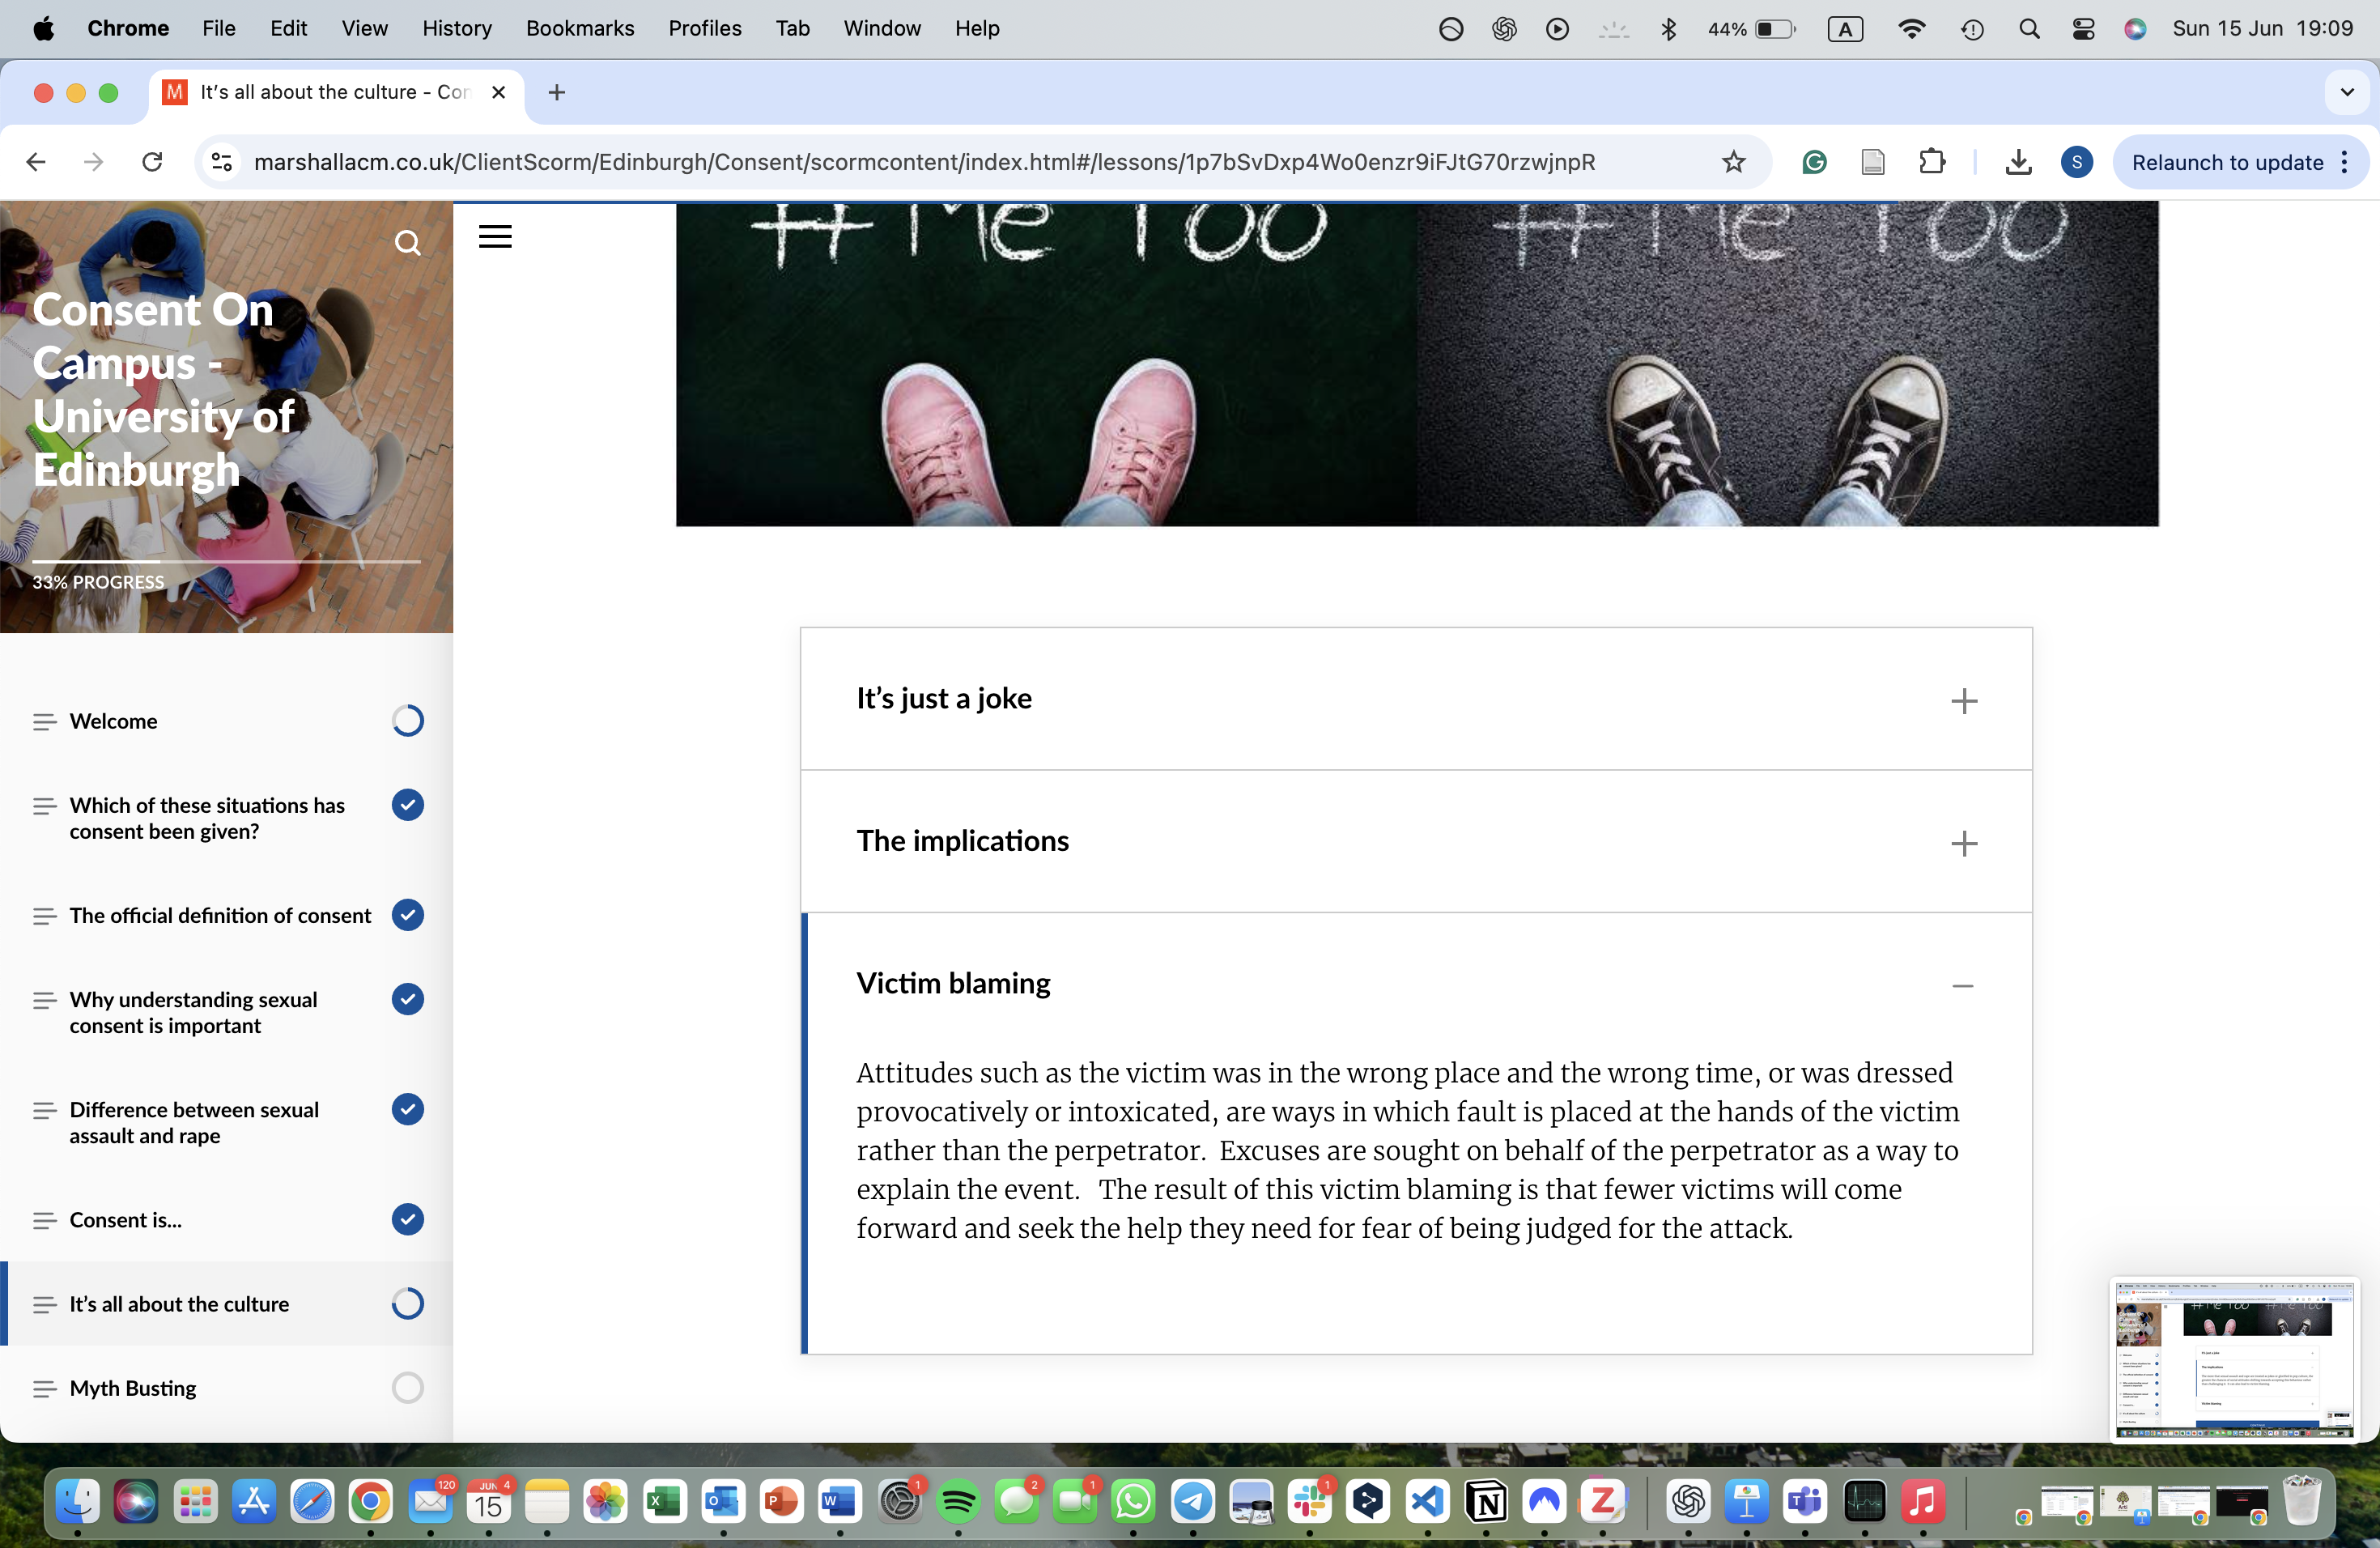 Chrome File Edit View History Bookmarks Profiles Tab Window Help 44% A Sun 15 Jun 19:09
M It's all about the culture - Con
marshallacm.co.uk/ClientScorm/Edinburgh/Consent/scormcontent/index.html#/lessons/1p7bSvDxp4Wo0enzr9iFJtG70rzwjnpR S Relaunch to update
#Me Too #Me Too
Consent On
Campus -
University of
Edinburgh
33% PROGRESS
Welcome
Which of these situations has
consent been given?
The official definition of consent
Why understanding sexual
consent is important
Difference between sexual
assault and rape
Consent is...
It's all about the culture
Myth Busting
It's just a joke
The implications
Victim blaming
Attitudes such as the victim was in the wrong place and the wrong time, or was dressed
provocatively or intoxicated, are ways in which fault is placed at the hands of the victim
rather than the perpetrator.  Excuses are sought on behalf of the perpetrator as a way to
explain the event.   The result of this victim blaming is that fewer victims will come
forward and seek the help they need for fear of being judged for the attack.
120 JUN 4 1 2 1 1
15 X O P W N Z T